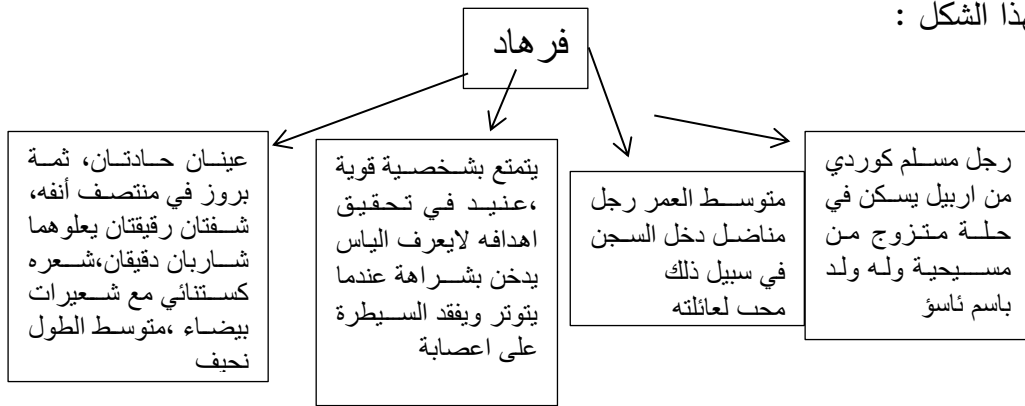 هذا الشكل :
فرهاد
رجل مسلم كوردي
من اربيل يسكن في
حلة متزوج من
مسيحية وله ولد
باسم ئاسؤ
متوسط العمر رجل
مناضل دخل السجن
في سبيل ذلك
محب لعائلته
يتمتع بشخصية قوية
،عنيد في تحقيق
اهدافه لايعرف الياس
يدخن بشراهة عندما
يتوتر ويفقد السيطرة
على اعصابة
عينان حادتان، ثمة
بروز في منتصف أنفه،
شفتان رقيقتان يعلوهما
شاربان دقيقان،شعره
كستنائي مع شعيرات
بيضاء ،متوسط الطول
نحيف